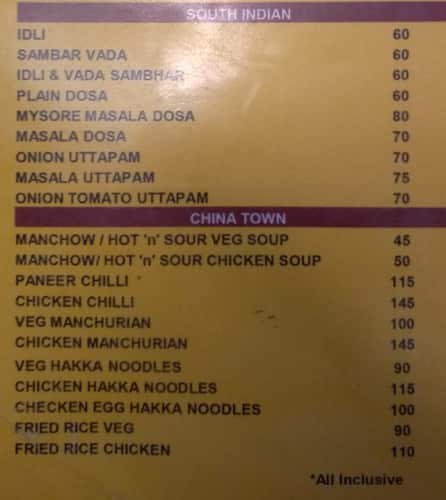 SOUTH INDIAN
IDLI 60
SAMBAR VADA 60
IDLI & VADA SAMBHAR 60
PLAIN DOSA 60
MYSORE MASALA DOSA 80
MASALA DOSA 70
ONION UTTAPAM 70
MASALA UTTAPAM 75
ONION TOMATO UTTAPAM 70
CHINA TOWN
MANCHOW / HOT 'n' SOUR VEG SOUP 45
MANCHOW/ HOT 'n' SOUR CHICKEN SOUP 50
PANEER CHILLI 115
CHICKEN CHILLI 145
VEG MANCHURIAN 100
CHICKEN MANCHURIAN 145
VEG HAKKA NOODLES 90
CHICKEN HAKKA NOODLES 115
CHECKEN EGG HAKKA NOODLES 100
FRIED RICE VEG 90
FRIED RICE CHICKEN 110
*All Inclusive